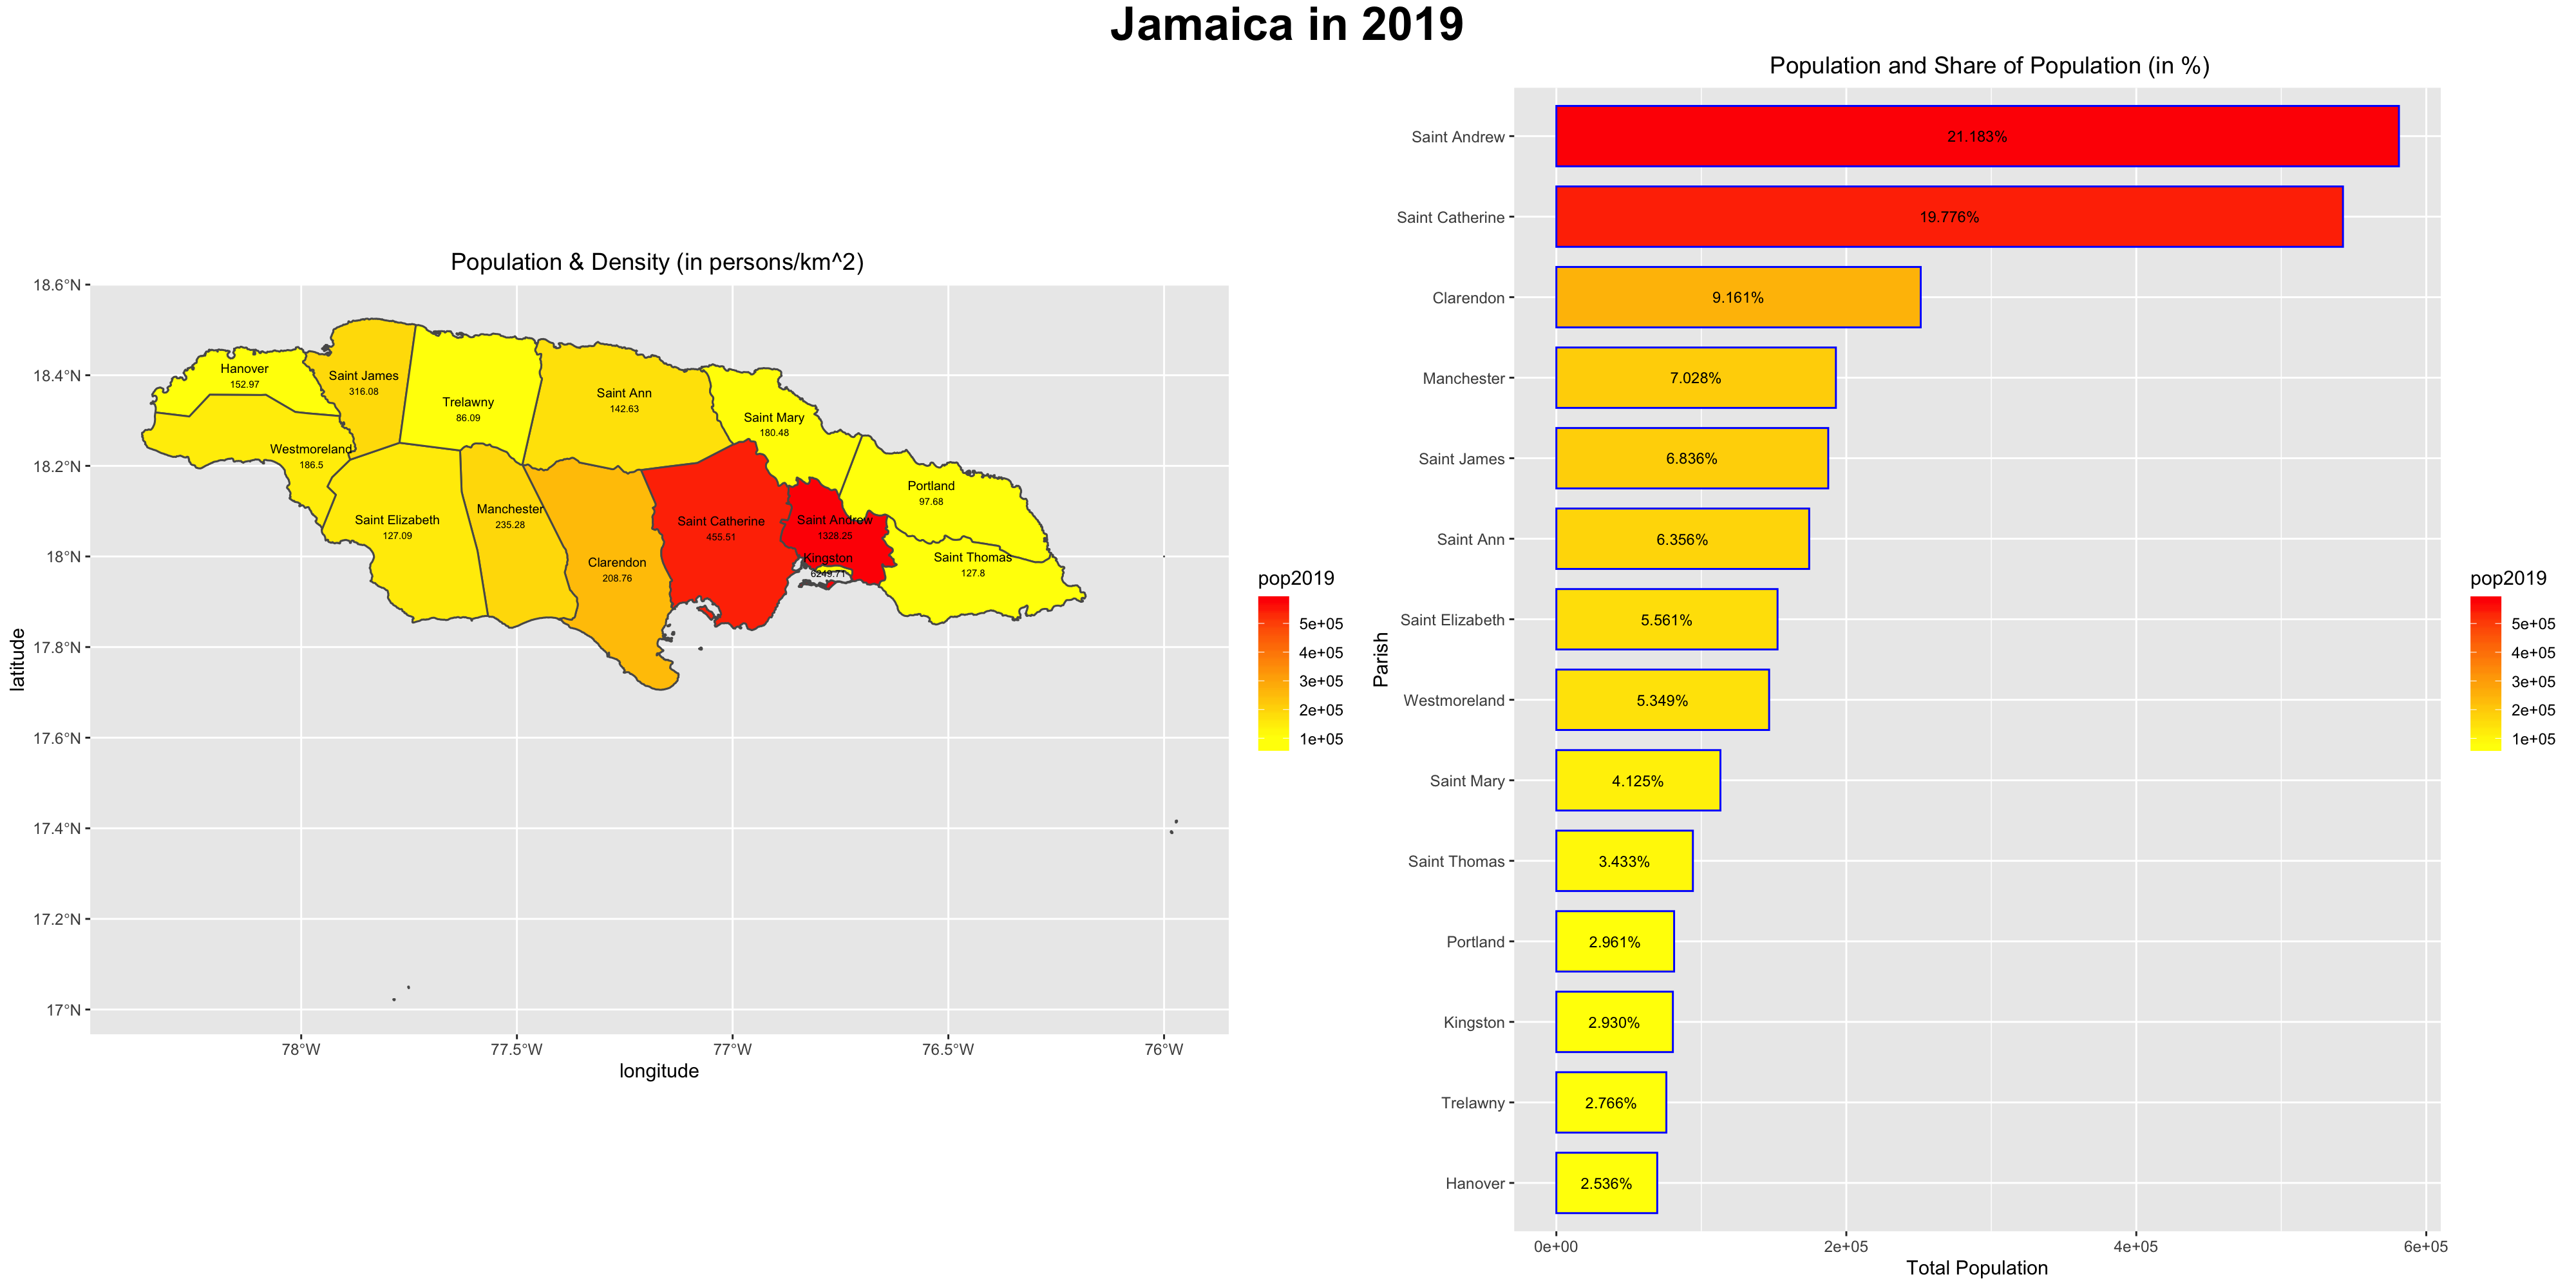 Jamaica in 2019
Population & Density (in persons/km^2)
18.6°N
18.4°N
18.2°N
18°N
17.8°N
17.6°N
17.4°N
17.2°N
17°N
latitude
Hanover
152.97
Saint James
316.08
Trelawny
86.09
Saint Ann
142.63
Saint Mary
180.48
Westmoreland
186.5
Saint Elizabeth
127.09
Manchester
235.28
Clarendon
208.76
Saint Catherine
455.51
Saint Andrew
1328.25
Kingston
6249.71
Portland
97.68
Saint Thomas
127.8
78°W
77.5°W
77°W
76.5°W
76°W
longitude
pop2019
5e+05
4e+05
3e+05
2e+05
1e+05
Population and Share of Population (in %)
Parish
Saint Andrew
21.183%
Saint Catherine
19.776%
Clarendon
9.161%
Manchester
7.028%
Saint James
6.836%
Saint Ann
6.356%
Saint Elizabeth
5.561%
Westmoreland
5.349%
Saint Mary
4.125%
Saint Thomas
3.433%
Portland
2.961%
Kingston
2.930%
Trelawny
2.766%
Hanover
2.536%
0e+00
2e+05
4e+05
6e+05
Total Population
pop2019
5e+05
4e+05
3e+05
2e+05
1e+05